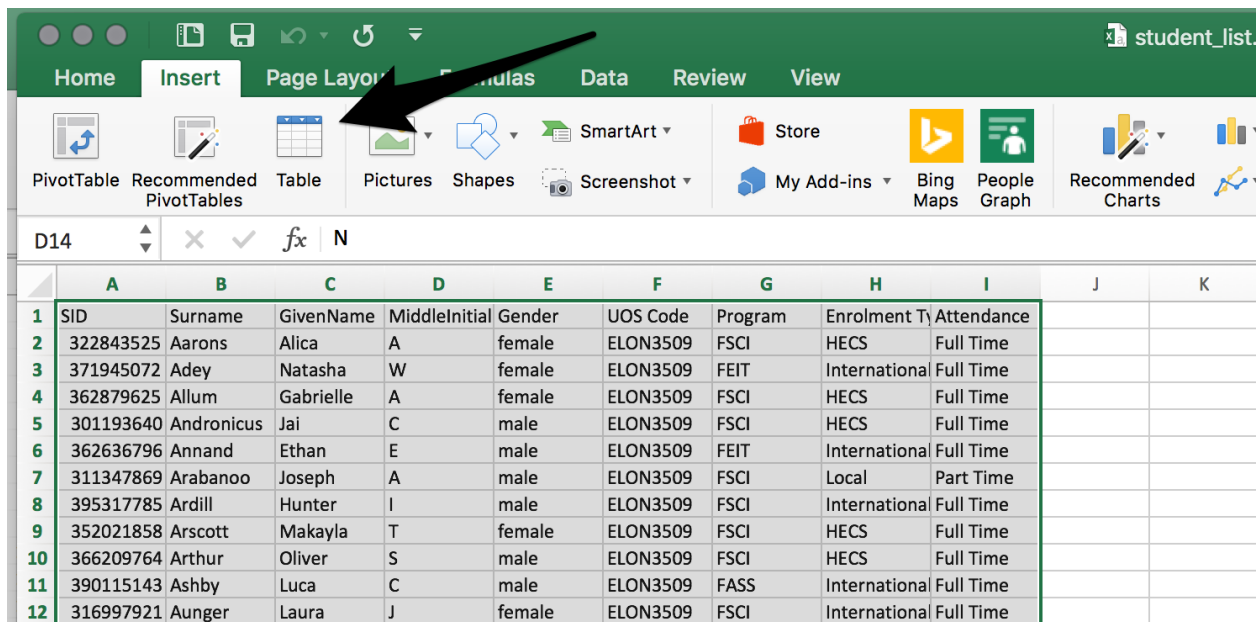 student_list.
Home Insert Page Layou Formulas Data Review View
SmartArt Store
PivotTable Recommended PivotTables Table Pictures Shapes Screenshot My Add-ins Bing Maps People Graph Recommended Charts
D14 fx N
A B C D E F G H I J K
1 SID Surname GivenName MiddleInitial Gender UOS Code Program Enrolment Ty Attendance
2 322843525 Aarons Alica A female ELON3509 FSCI HECS Full Time
3 371945072 Adey Natasha W female ELON3509 FEIT International Full Time
4 362879625 Allum Gabrielle A female ELON3509 FSCI HECS Full Time
5 301193640 Andronicus Jai C male ELON3509 FSCI HECS Full Time
6 362636796 Annand Ethan E male ELON3509 FEIT International Full Time
7 311347869 Arabanoo Joseph A male ELON3509 FSCI Local Part Time
8 395317785 Ardill Hunter I male ELON3509 FSCI International Full Time
9 352021858 Arscott Makayla T female ELON3509 FSCI HECS Full Time
10 366209764 Arthur Oliver S male ELON3509 FSCI HECS Full Time
11 390115143 Ashby Luca C male ELON3509 FASS International Full Time
12 316997921 Aunger Laura J female ELON3509 FSCI International Full Time